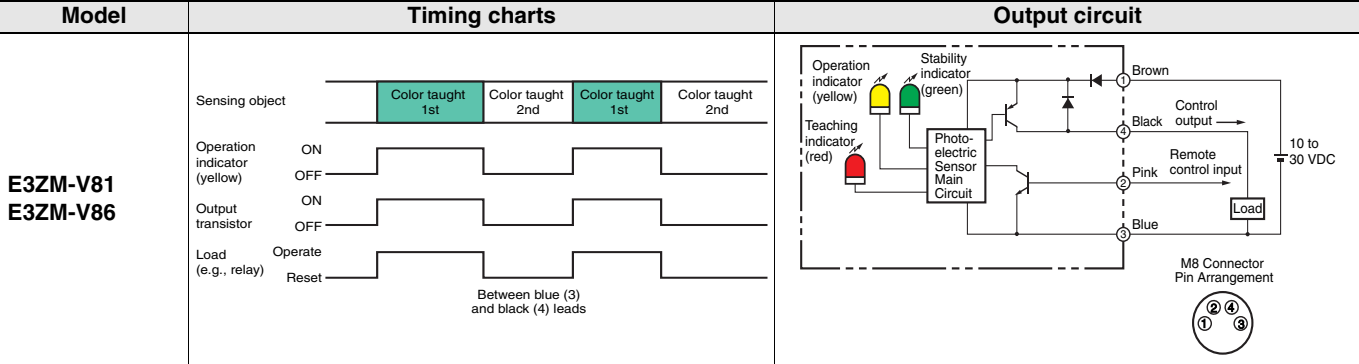 Model
Timing charts
Output circuit
E3ZM-V81
E3ZM-V86
Sensing object
Color taught
1st
Color taught
2nd
Color taught
1st
Color taught
2nd
Operation
indicator
(yellow)
ON
OFF
Output
transistor
ON
OFF
Load
(e.g., relay)
Operate
Reset
Between blue (3)
and black (4) leads
Operation
indicator
(yellow)
Stability
indicator
(green)
Teaching
indicator
(red)
Photo-
electric
Sensor
Main
Circuit
1
Brown
4
Black
Control
output
2
Pink
Remote
control input
3
Blue
Load
10 to
30 VDC
M8 Connector
Pin Arrangement
2 4
1 3